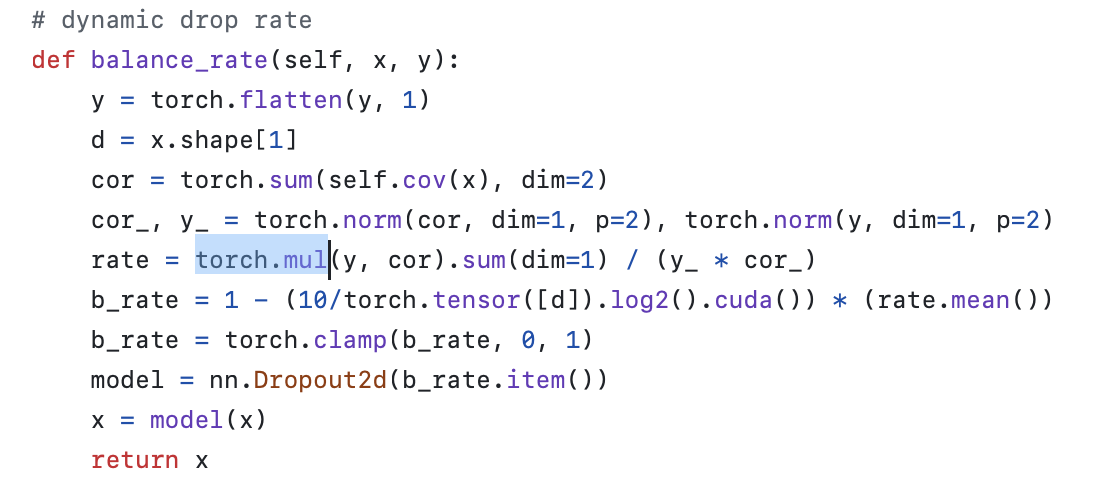 # dynamic drop rate
def balance_rate(self, x, y):
    y = torch.flatten(y, 1)
    d = x.shape[1]
    cor = torch.sum(self.cov(x), dim=2)
    cor_, y_ = torch.norm(cor, dim=1, p=2), torch.norm(y, dim=1, p=2)
    rate = torch.mul(y, cor).sum(dim=1) / (y_ * cor_)
    b_rate = 1 - (10/torch.tensor([d]).log2().cuda()) * (rate.mean())
    b_rate = torch.clamp(b_rate, 0, 1)
    model = nn.Dropout2d(b_rate.item())
    x = model(x)
    return x